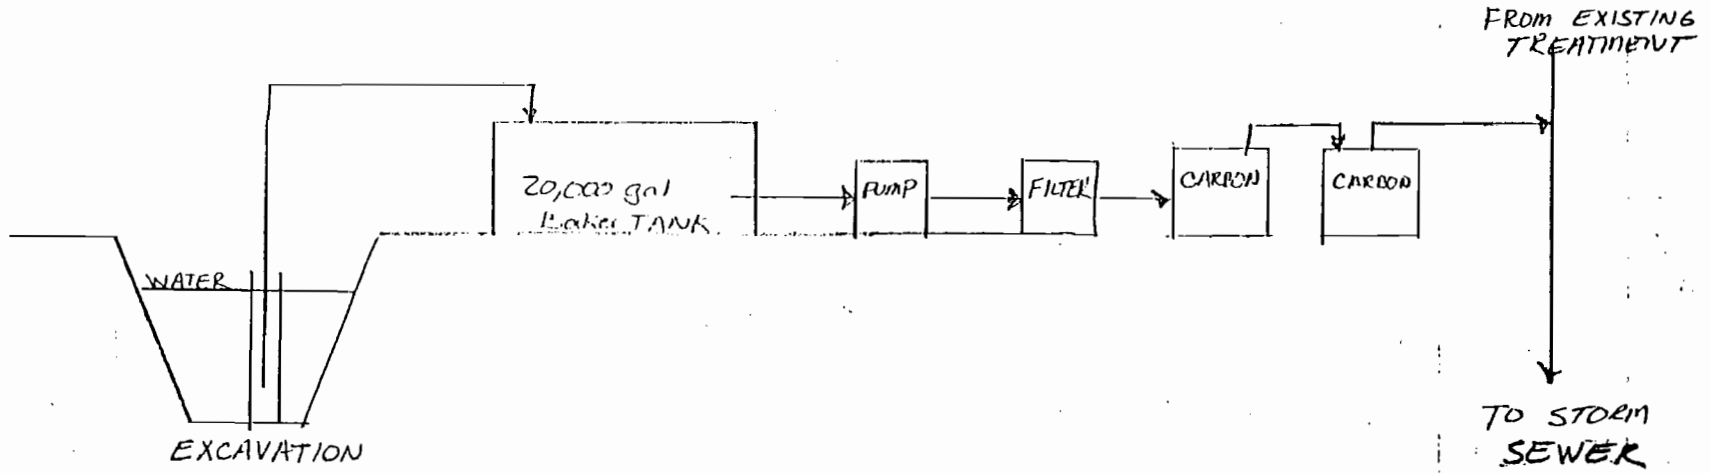 FROM EXISTING
TREATMENT
20,000 gal
Baker TANK
PUMP
FILTER
CARBON
CARBON
WATER
EXCAVATION
TO STORM
SEWER